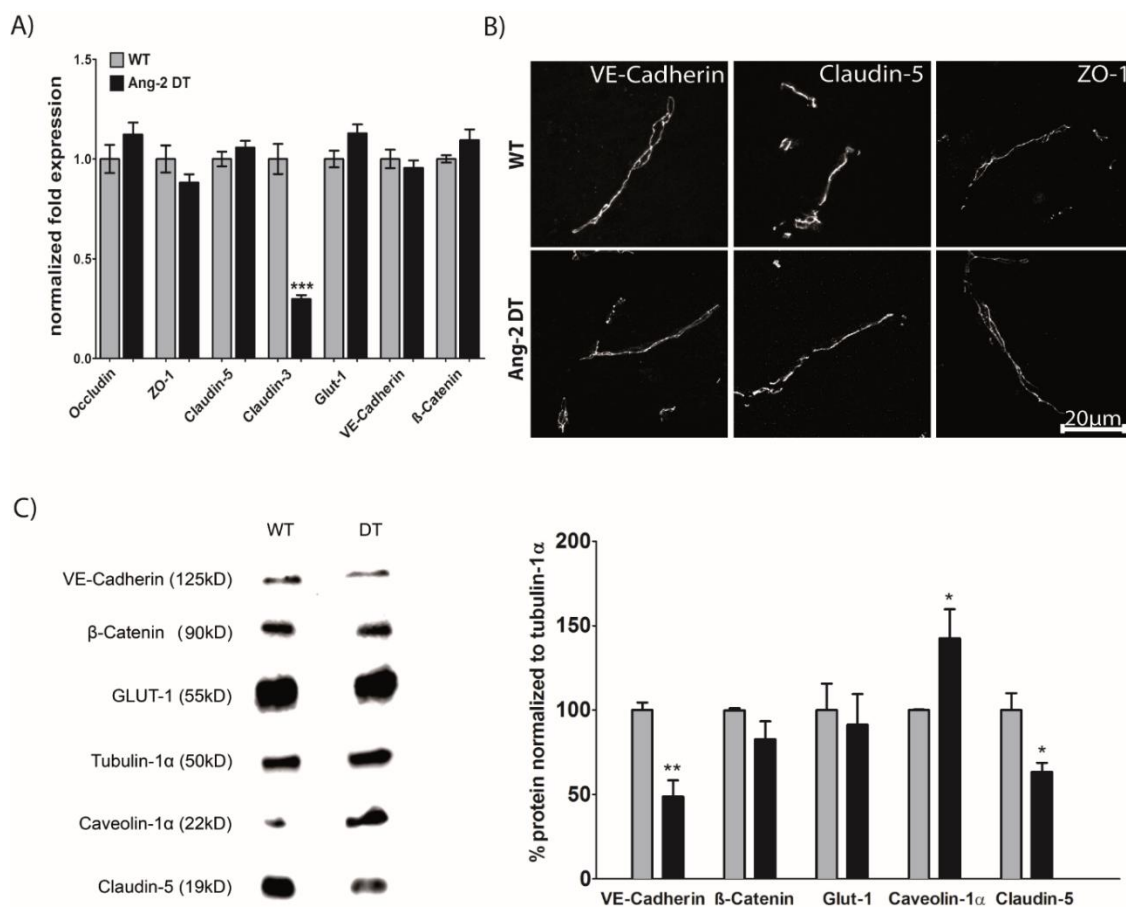 A)
1.5
1.0
0.5
0.0
normalized fold expression
WT
Ang-2 DT
***
Occludin
ZO-1
Claudin-5
Claudin-3
Glut-1
VE-Cadherin
ß-Catenin
B)
VE-Cadherin
Claudin-5
ZO-1
WT
Ang-2 DT
20µm
C)
WT DT
VE-Cadherin (125kD)
β-Catenin (90kD)
GLUT-1 (55kD)
Tubulin-1α (50kD)
Caveolin-1α (22kD)
Claudin-5 (19kD)
% protein normalized to tubulin-1α
200
150
100
50
0
**
*
*
VE-Cadherin ß-Catenin Glut-1 Caveolin-1α Claudin-5